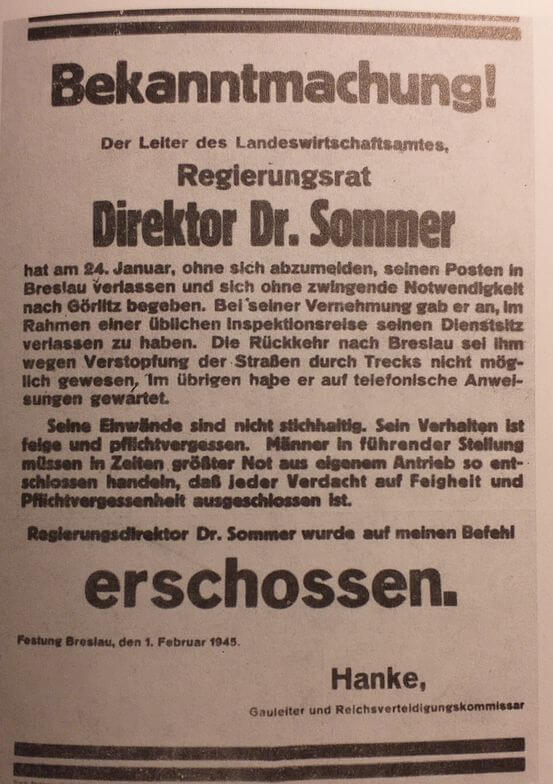 Bekanntmachung!
Der Leiter des Landeswirtschaftsamtes,
Regierungsrat
Direktor Dr. Sommer
hat am 24. Januar, ohne sich abzumelden, seinen Posten in
Breslau verlassen und sich ohne zwingende Notwendigkeit
nach Görlitz begeben. Bei seiner Vernehmung gab er an, im
Rahmen einer üblichen Inspektionsreise seinen Dienstsitz
verlassen zu haben. Die Rückkehr nach Breslau sei ihm
wegen Verstopfung der Straßen durch Trecks nicht mög-
lich gewesen. Im übrigen habe er auf telefonische Anwei-
sungen gewartet.
Seine Einwände sind nicht stichhaltig. Sein Verhalten ist
feige und pflichtvergessen. Männer in führender Stellung
müssen in Zeiten größter Not aus eigenem Antrieb so ent-
schlossen handeln, daß jeder Verdacht auf Feigheit und
Pflichtvergessenheit ausgeschlossen ist.
Regierungsdirektor Dr. Sommer wurde auf meinen Befehl
erschossen.
Festung Breslau, den 1. Februar 1945.
Hanke,
Gauleiter und Reichsverteidigungskommissar